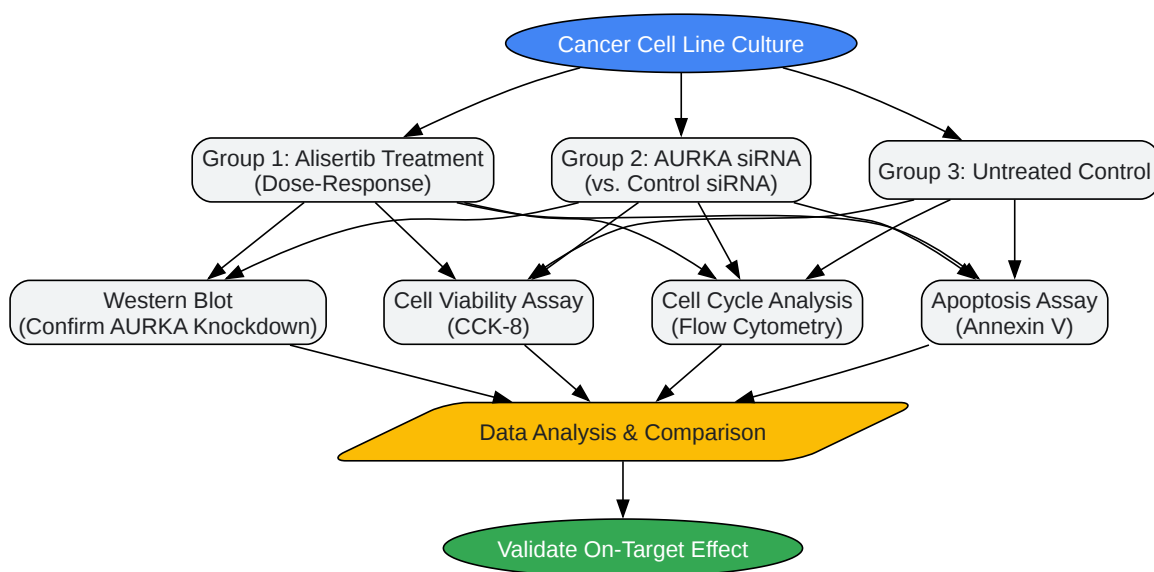 Cancer Cell Line Culture
Group 1: Alisertib Treatment
(Dose-Response)
Group 2: AURKA siRNA
(vs. Control siRNA)
Group 3: Untreated Control
Western Blot
(Confirm AURKA Knockdown)
Cell Viability Assay
(CCK-8)
Cell Cycle Analysis
(Flow Cytometry)
Apoptosis Assay
(Annexin V)
Data Analysis & Comparison
Validate On-Target Effect